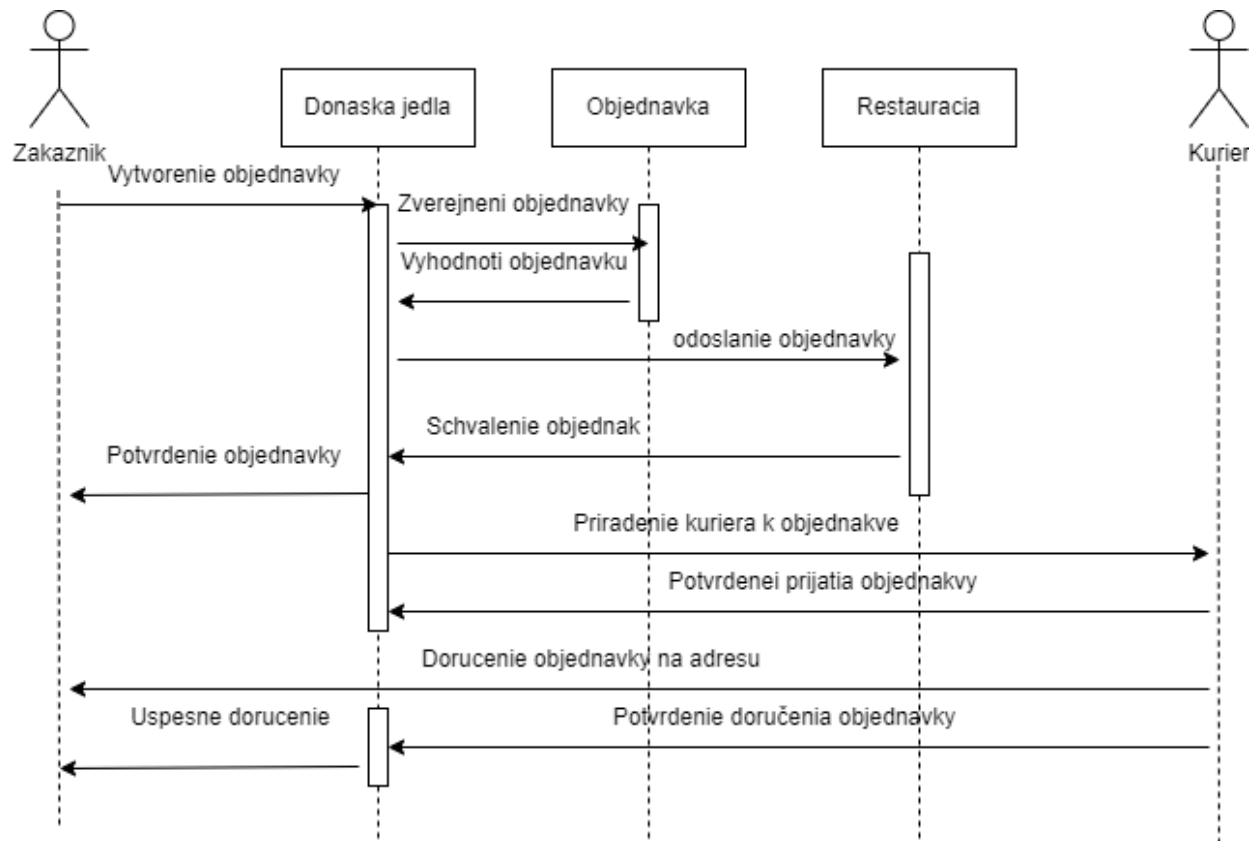 Donaska jedla
Objednavka
Restauracia
Zakaznik
Kurier
Vytvorenie objednavky
Zverejneni objednavky
Vyhodnoti objednavku
odoslanie objednavky
Schvalenie objednak
Potvrdenie objednavky
Priradenie kuriera k objednakve
Potvrdenei prijatia objednakvy
Dorucenie objednavky na adresu
Uspesne dorucenie
Potvrdenie doručenia objednavky